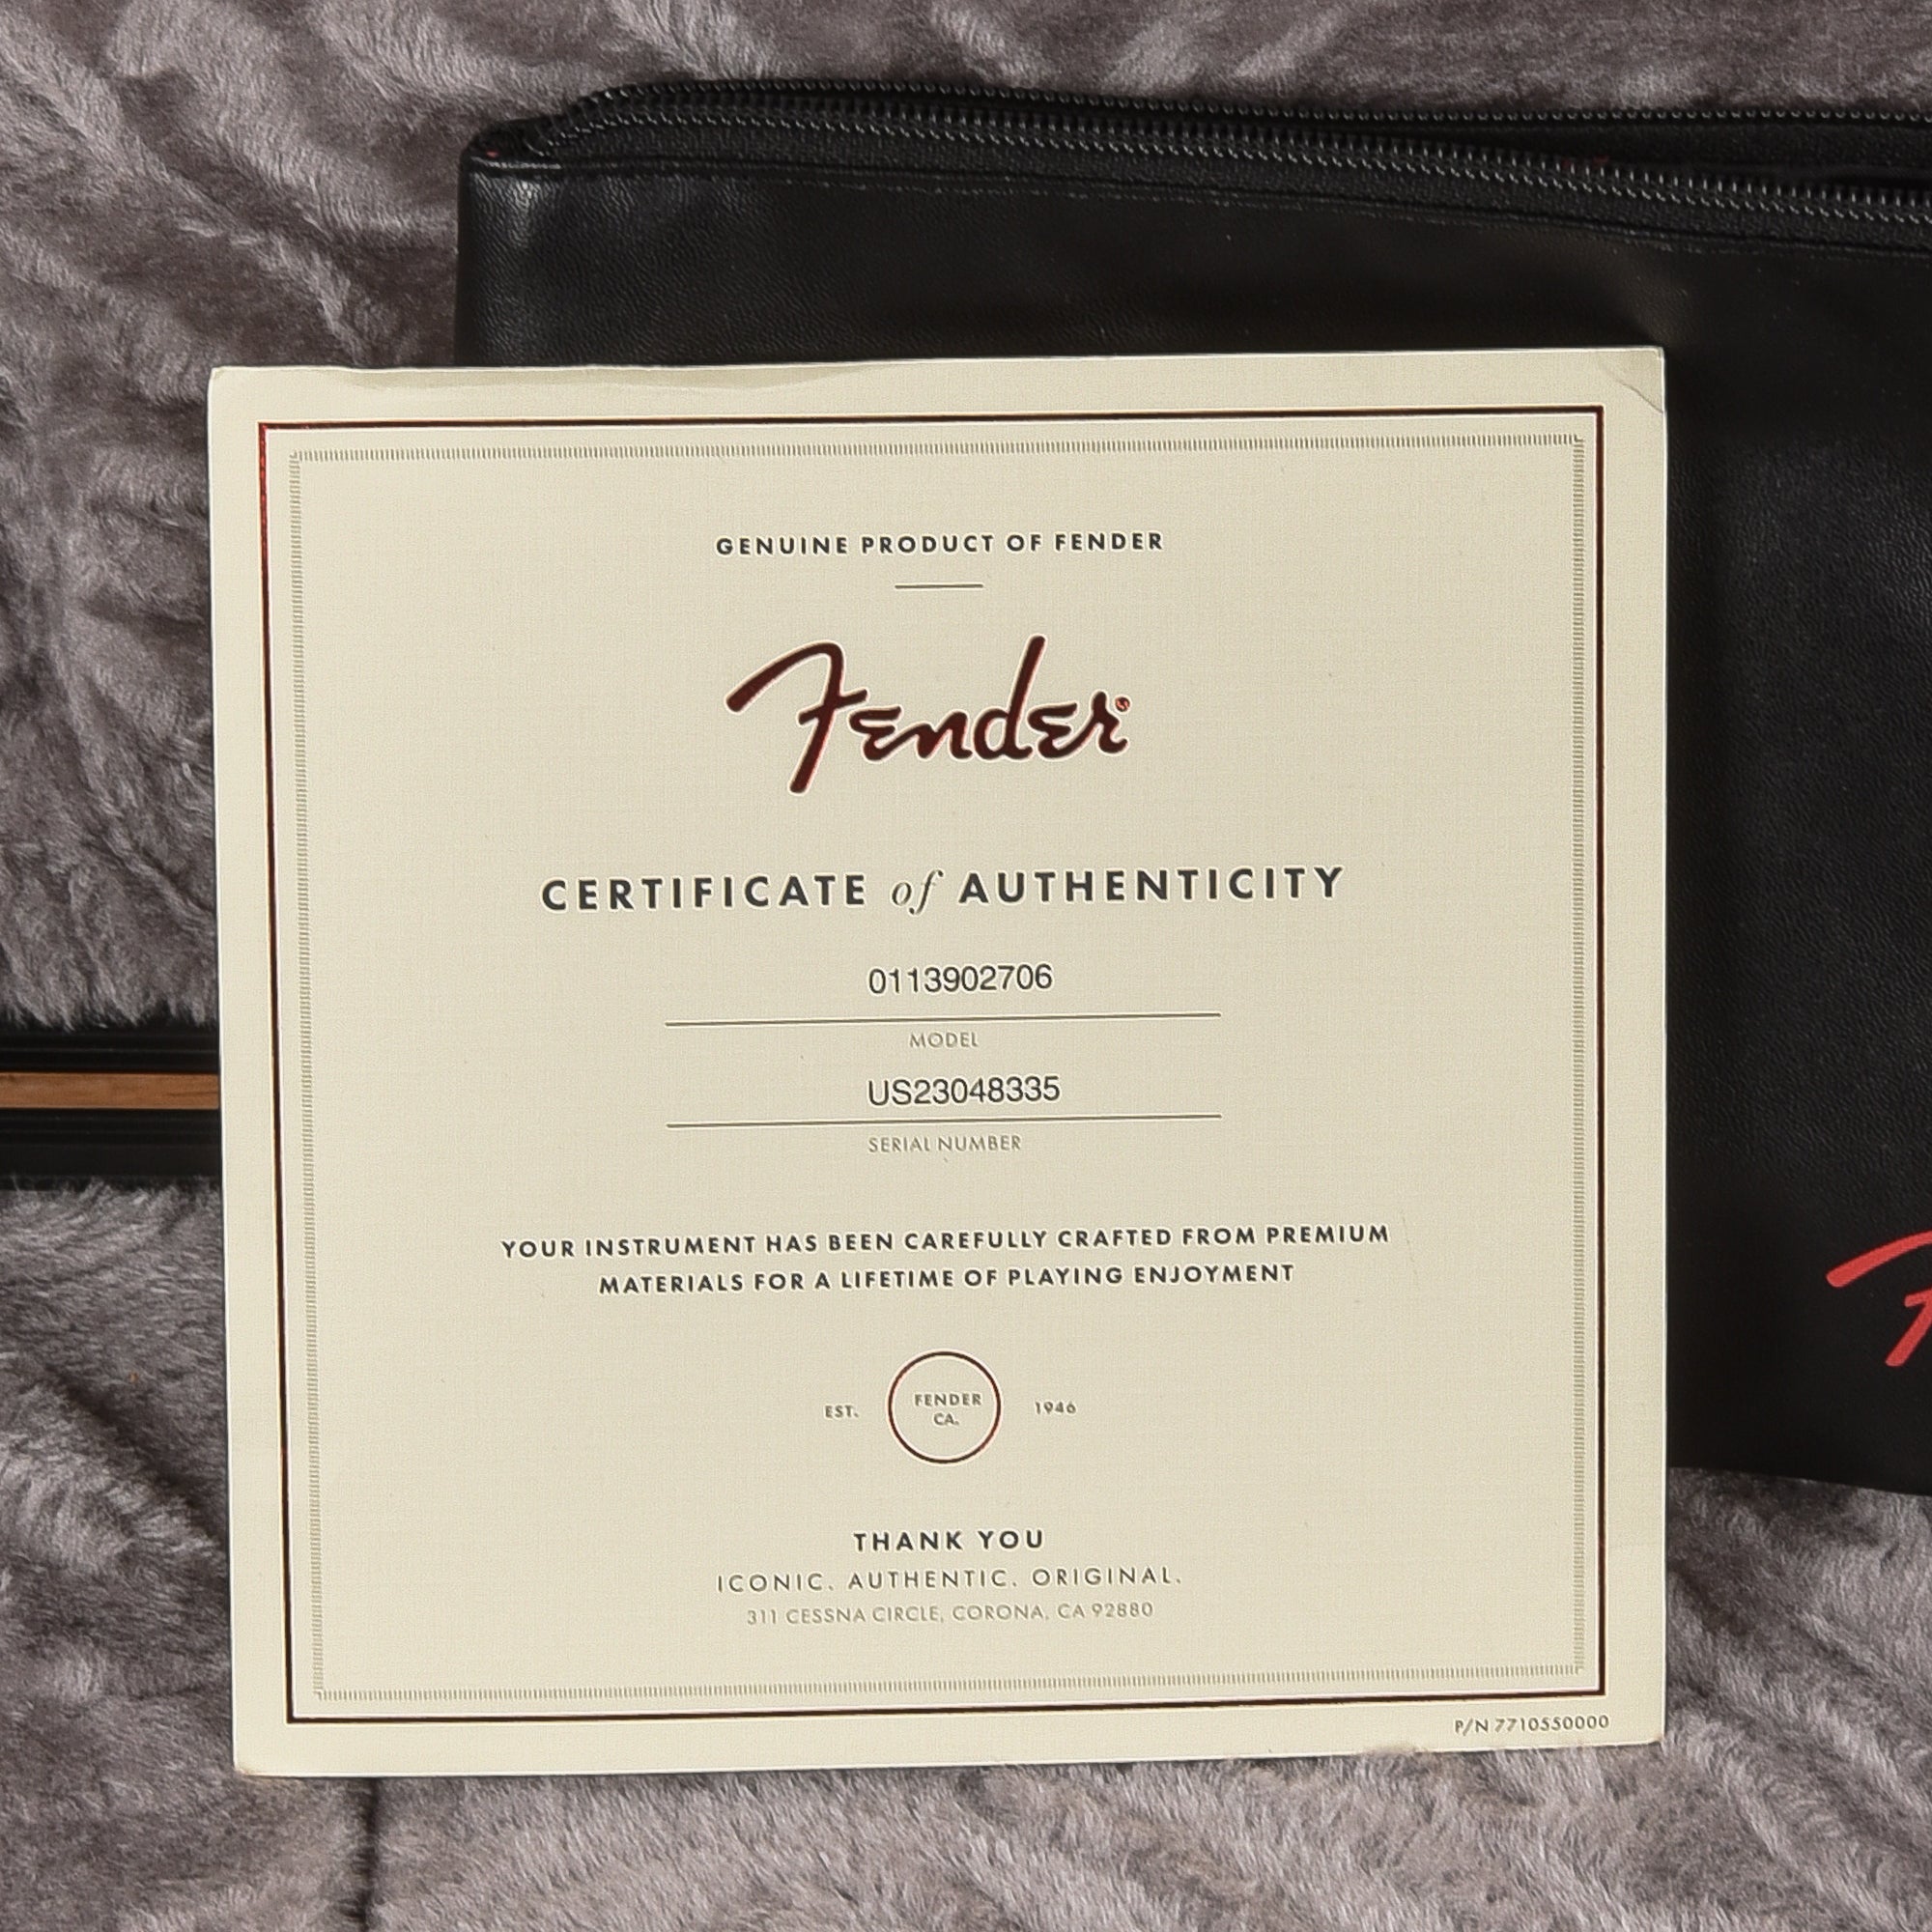 GENUINE PRODUCT OF FENDER
Fender®
CERTIFICATE of AUTHENTICITY
0113902706
MODEL
US23048335
SERIAL NUMBER
YOUR INSTRUMENT HAS BEEN CAREFULLY CRAFTED FROM PREMIUM
MATERIALS FOR A LIFETIME OF PLAYING ENJOYMENT
EST. FENDER CA. 1946
THANK YOU
ICONIC. AUTHENTIC. ORIGINAL.
311 CESSNA CIRCLE, CORONA, CA 92880
P/N 7710550000
F